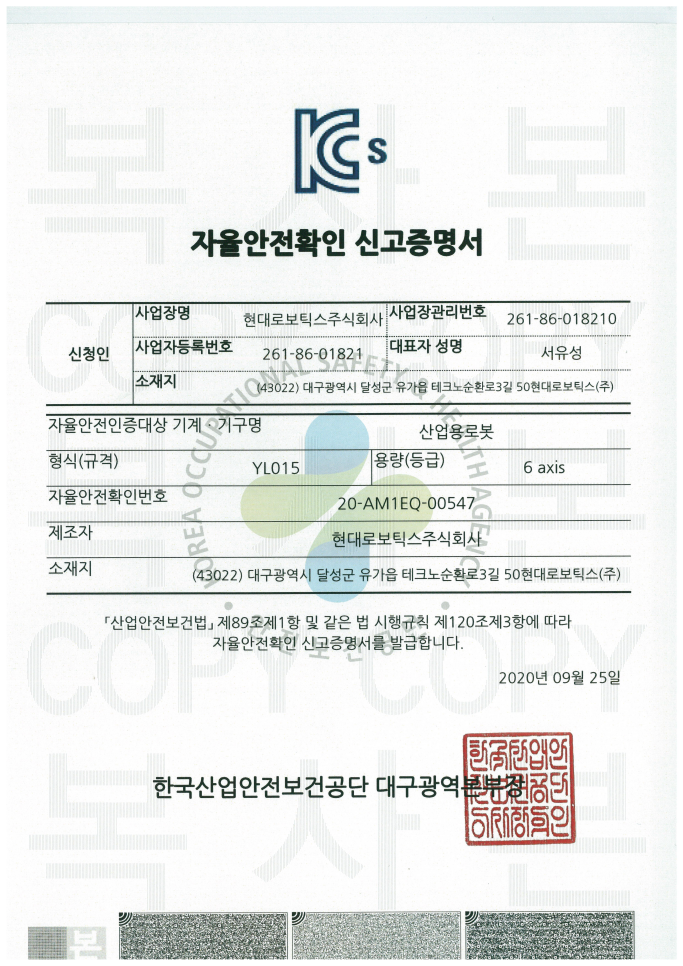 KCs
자율안전확인 신고증명서
신청인
사업장명 현대로보틱스주식회사 사업장관리번호 261-86-018210
사업자등록번호 261-86-01821 대표자 성명 서유성
소재지 (43022) 대구광역시 달성군 유가읍 테크노순환로3길 50현대로보틱스(주)
자율안전인증대상 기계ㆍ기구명 산업용로봇
형식(규격) YL015 용량(등급) 6 axis
자율안전확인번호 20-AM1EQ-00547
제조자 현대로보틱스주식회사
소재지 (43022) 대구광역시 달성군 유가읍 테크노순환로3길 50현대로보틱스(주)
「산업안전보건법」 제89조제1항 및 같은 법 시행규칙 제120조제3항에 따라
자율안전확인 신고증명서를 발급합니다.
2020년 09월 25일
한국산업안전보건공단 대구광역본부장
복사본
COPY COPY
복사본
COPY COPY
복사본
KOREA OCCUPATIONAL SAFETY & HEALTH AGENCY
안전보건공단
본